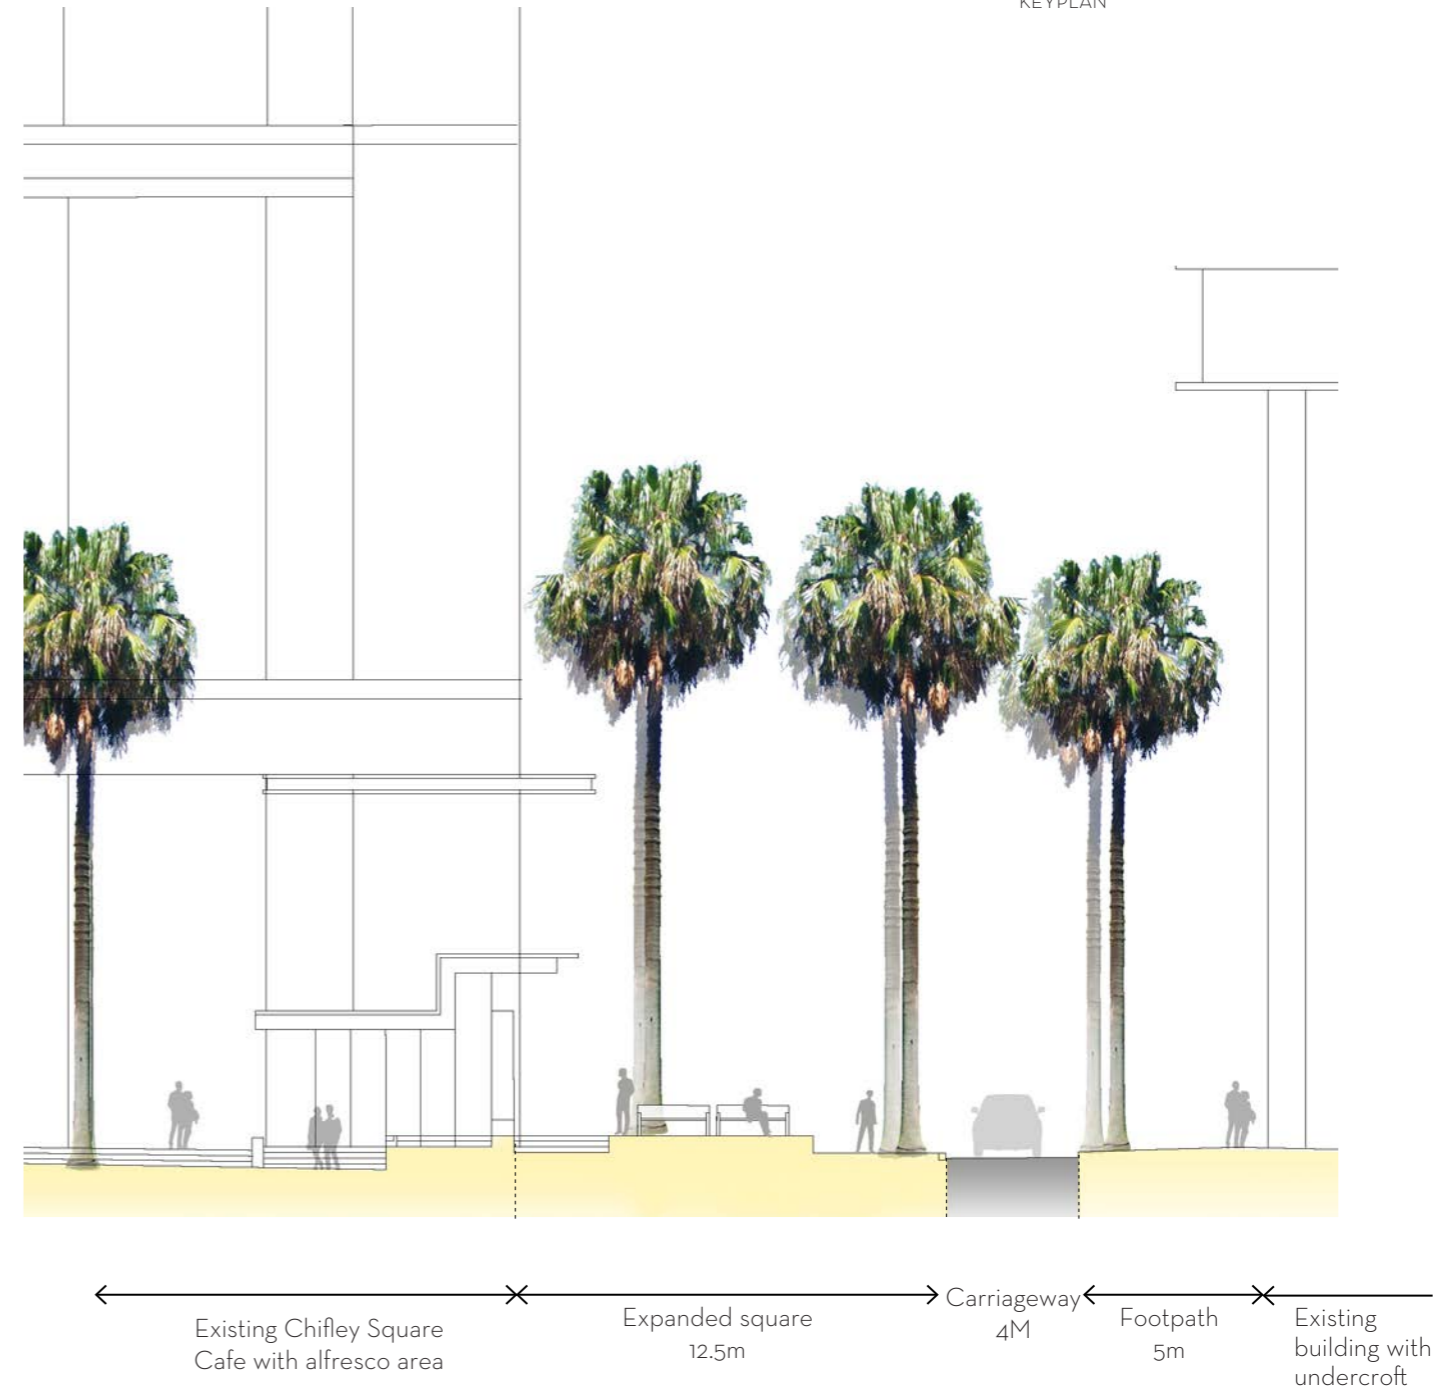 KEYPLAN
Existing Chifley Square
Cafe with alfresco area
Expanded square
12.5m
Carriageway
4M
Footpath
5m
Existing
building with
undercroft